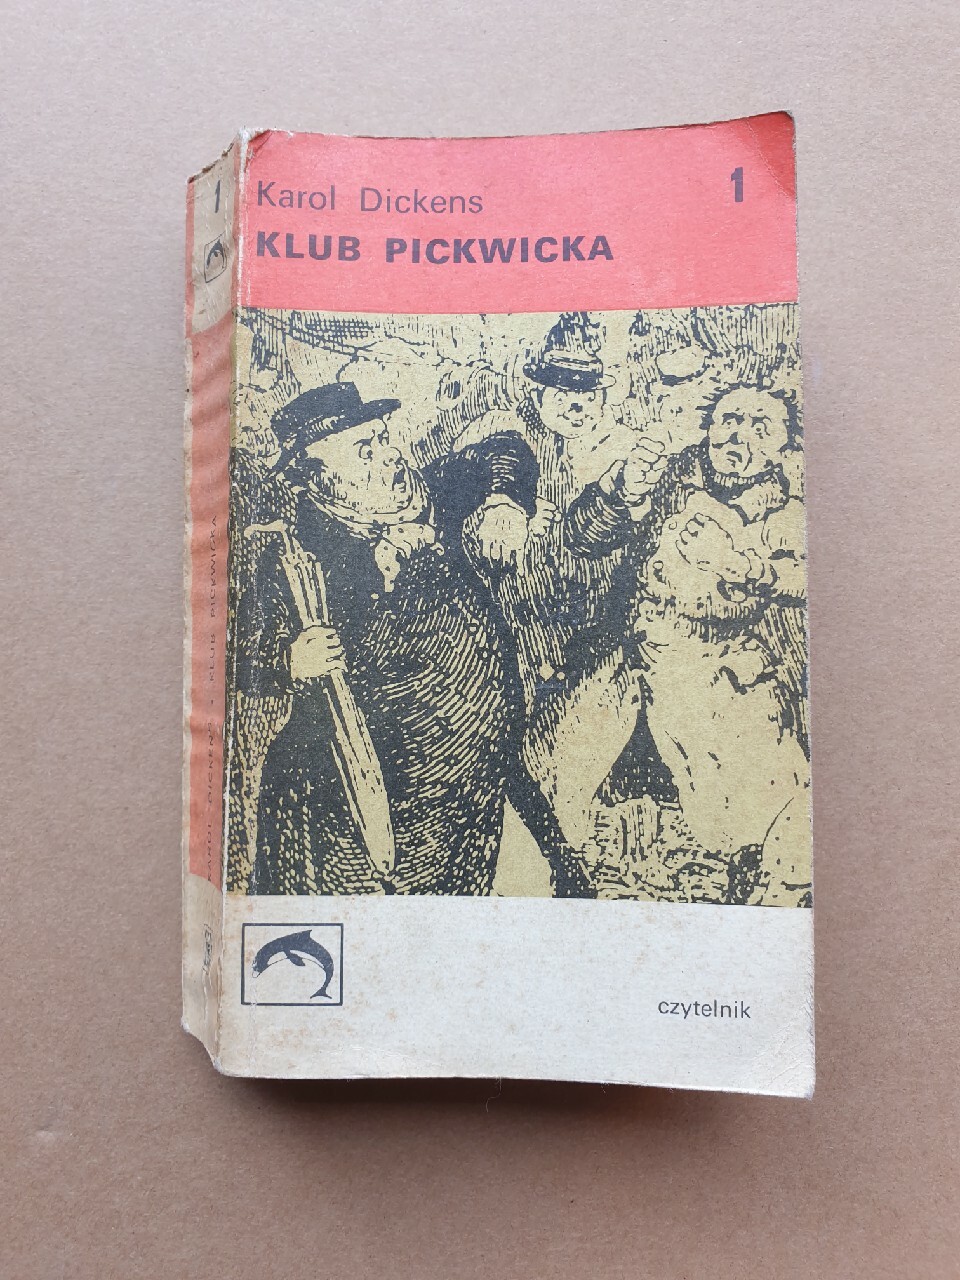 Karol Dickens
1
KLUB PICKWICKA
czytelnik
1
KAROL DICKENS • KLUB PICKWICKA